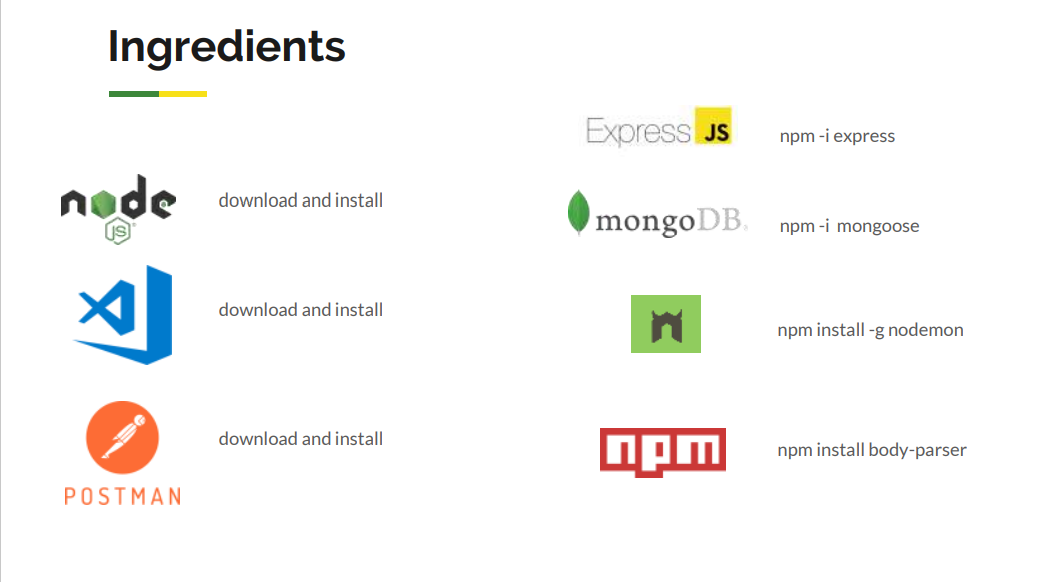 Ingredients
node
JS
download and install
download and install
POSTMAN
download and install
Express JS
npm -i express
mongoDB
npm -i mongoose
n
npm install -g nodemon
npm
npm install body-parser